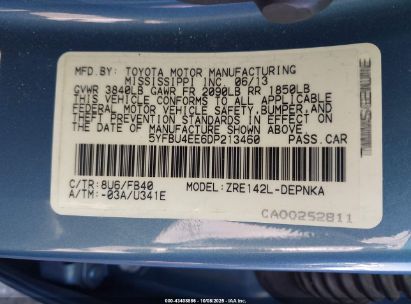 MFD. BY: TOYOTA MOTOR MANUFACTURING
MISSISSIPPI INC 06/13
GVWR 3840LB GAWR FR 2090LB RR 1850LB
THIS VEHICLE CONFORMS TO ALL APPLICABLE
FEDERAL MOTOR VEHICLE SAFETY,BUMPER,AND
THEFT PREVENTION STANDARDS IN EFFECT ON
THE DATE OF MANUFACTURE SHOWN ABOVE.
5YFBU4EE6DP213460 PASS.CAR
C/TR:8U6/FB40 MODEL:ZRE142L-DEPNKA
A/TM:-03A/U341E
CA00252811